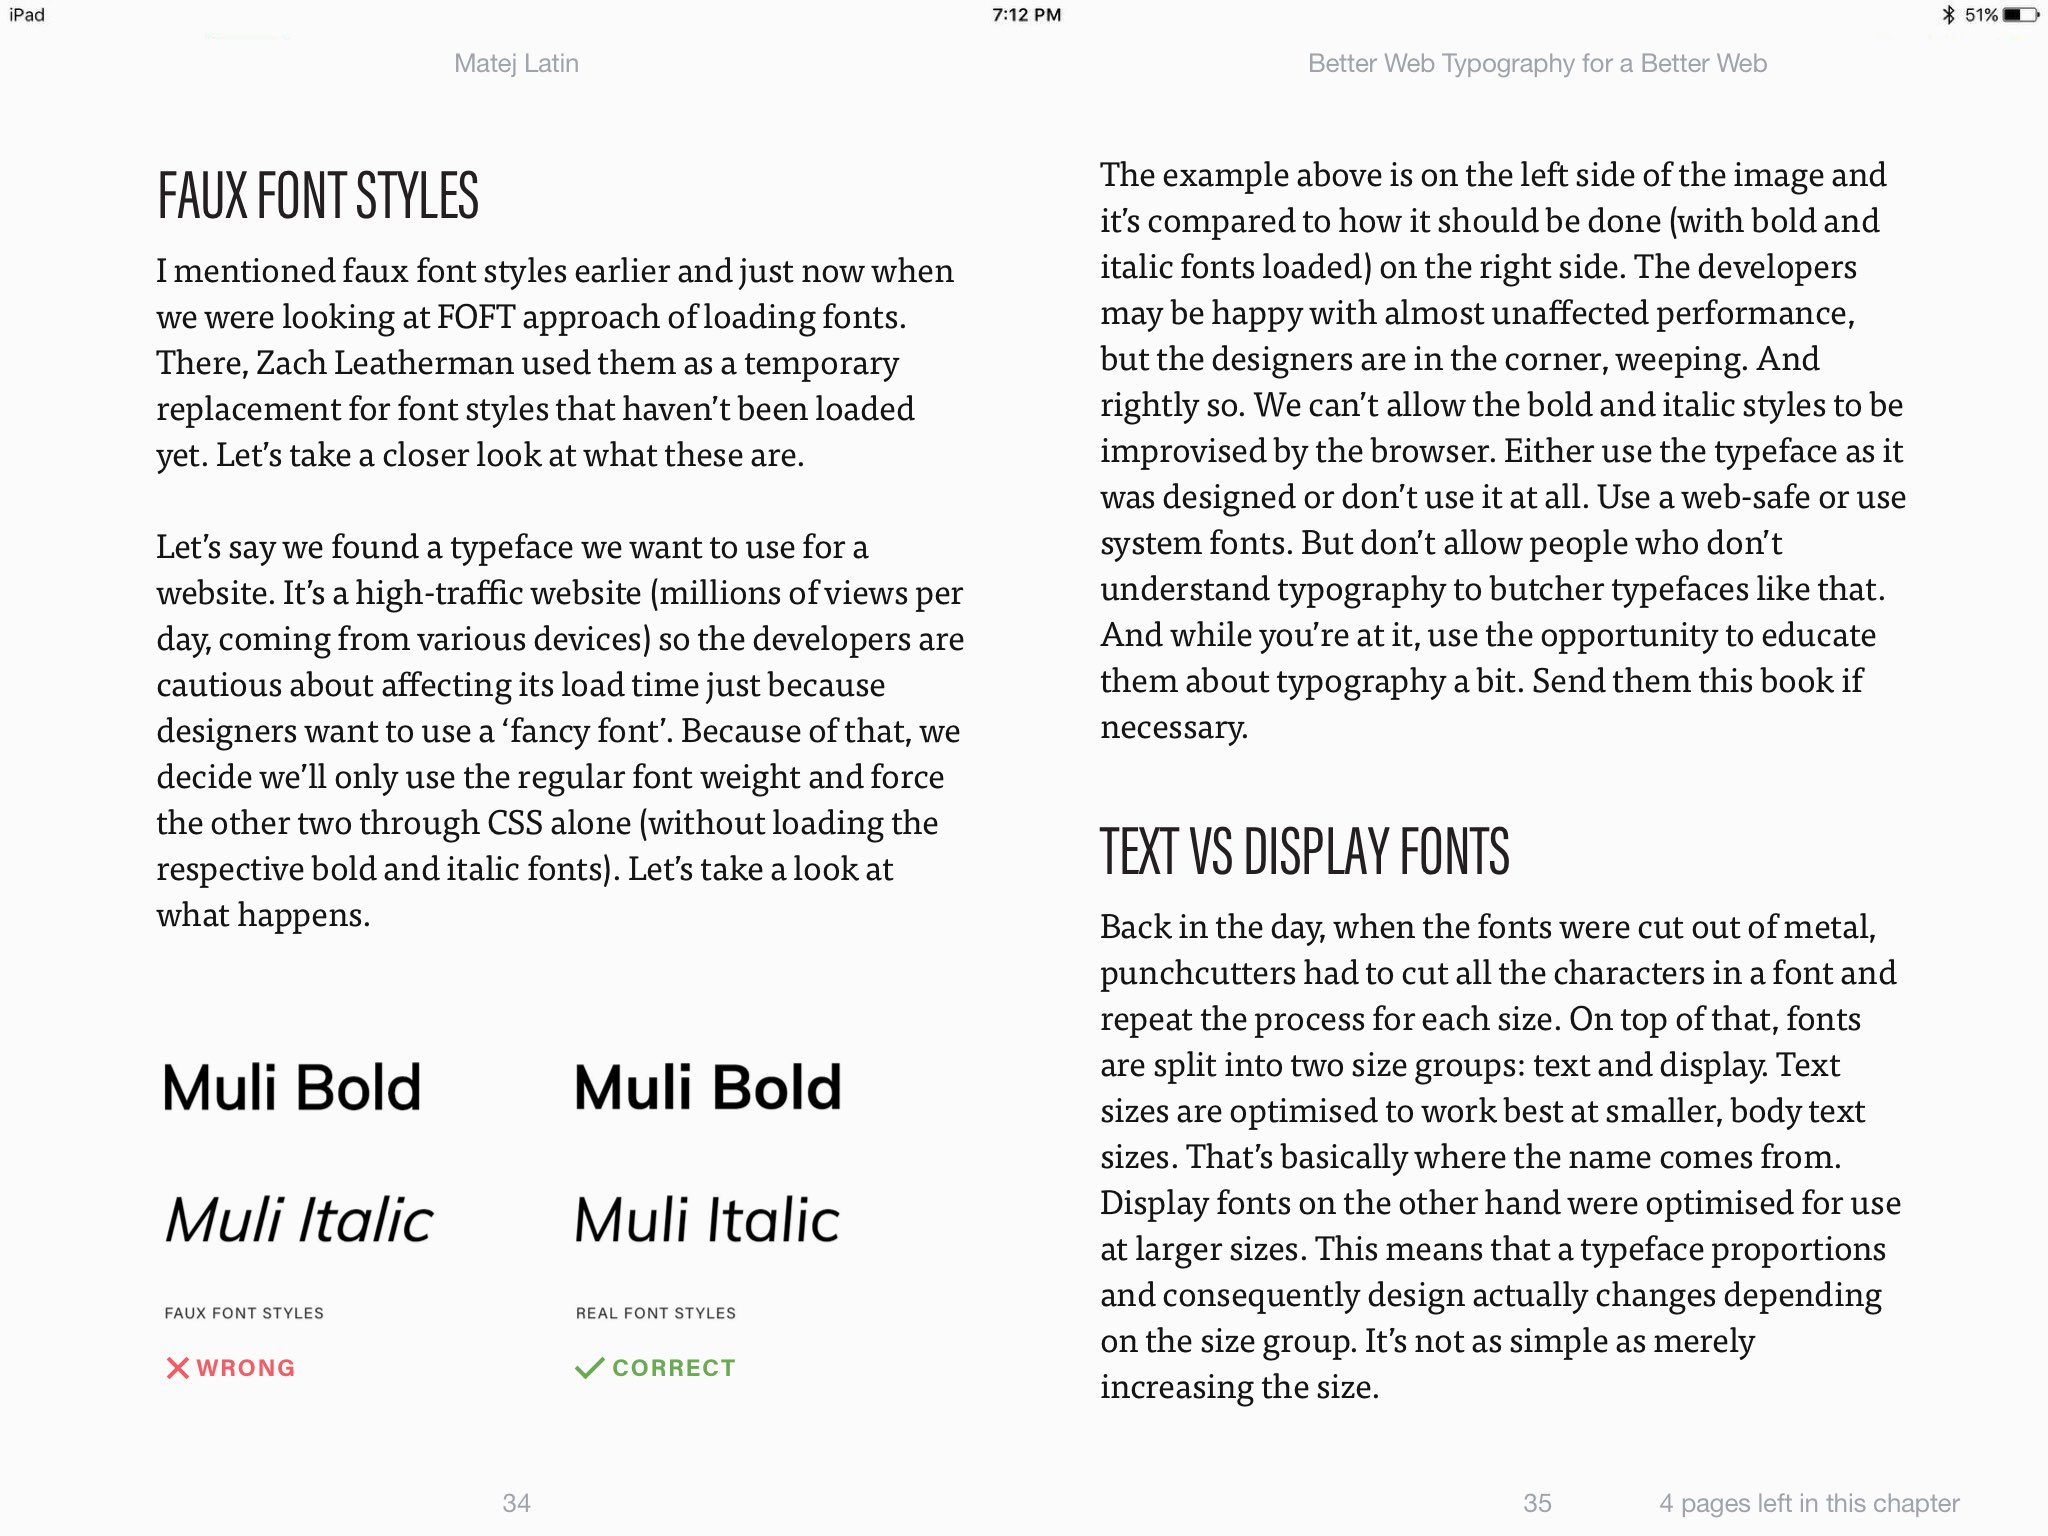 iPad
7:12 PM
51%
Matej Latin
Better Web Typography for a Better Web
FAUX FONT STYLES
I mentioned faux font styles earlier and just now when
we were looking at FOFT approach of loading fonts.
There, Zach Leatherman used them as a temporary
replacement for font styles that haven’t been loaded
yet. Let’s take a closer look at what these are.
Let’s say we found a typeface we want to use for a
website. It’s a high-traffic website (millions of views per
day, coming from various devices) so the developers are
cautious about affecting its load time just because
designers want to use a ‘fancy font’. Because of that, we
decide we’ll only use the regular font weight and force
the other two through CSS alone (without loading the
respective bold and italic fonts). Let’s take a look at
what happens.
Muli Bold
Muli Bold
Muli Italic
Muli Italic
FAUX FONT STYLES
REAL FONT STYLES
WRONG
CORRECT
34
The example above is on the left side of the image and
it’s compared to how it should be done (with bold and
italic fonts loaded) on the right side. The developers
may be happy with almost unaffected performance,
but the designers are in the corner, weeping. And
rightly so. We can’t allow the bold and italic styles to be
improvised by the browser. Either use the typeface as it
was designed or don’t use it at all. Use a web-safe or use
system fonts. But don’t allow people who don’t
understand typography to butcher typefaces like that.
And while you’re at it, use the opportunity to educate
them about typography a bit. Send them this book if
necessary.
TEXT VS DISPLAY FONTS
Back in the day, when the fonts were cut out of metal,
punchcutters had to cut all the characters in a font and
repeat the process for each size. On top of that, fonts
are split into two size groups: text and display. Text
sizes are optimised to work best at smaller, body text
sizes. That’s basically where the name comes from.
Display fonts on the other hand were optimised for use
at larger sizes. This means that a typeface proportions
and consequently design actually changes depending
on the size group. It’s not as simple as merely
increasing the size.
35
4 pages left in this chapter